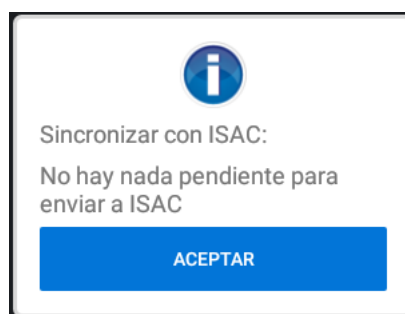 Sincronizar con ISAC:
No hay nada pendiente para
enviar a ISAC
ACEPTAR